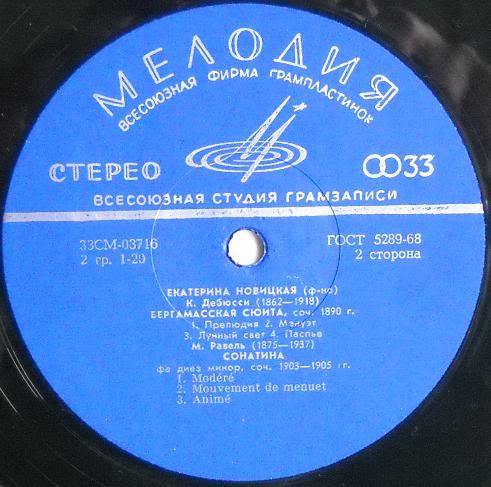 МЕЛОДИЯ
ВСЕСОЮЗНАЯ ФИРМА ГРАМПЛАСТИНОК
СТЕРЕО 33
ВСЕСОЮЗНАЯ СТУДИЯ ГРАМЗАПИСИ
33СМ-03716 ГОСТ 5289-68
2 гр. 1-20 2 сторона
ЕКАТЕРИНА НОВИЦКАЯ (ф-но)
К. Дебюсси (1862—1918)
БЕРГАМАССКАЯ СЮИТА, соч. 1890 г.
1. Прелюдия 2. Менуэт
3. Лунный свет 4. Паспье
М. Равель (1875—1937)
СОНАТИНА
фа диез минор, соч. 1903—1905 гг.
1. Modéré
2. Mouvement de menuet
3. Animé